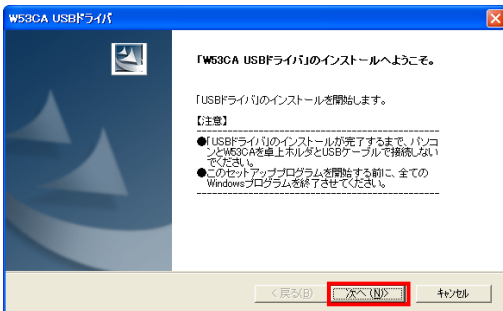 W53CA USBドライバ
「W53CA USBドライバ」のインストールへようこそ。
「USBドライバ」のインストールを開始します。
【注意】
----------------------------------------
●「USBドライバ」のインストールが完了するまで、パソコ
ンとW53CAを卓上ホルダとUSBケーブルで接続しない
でください。
●このセットアッププログラムを開始する前に、全ての
Windowsプログラムを終了させてください。
----------------------------------------
< 戻る(B)
次へ(N)>
キャンセル